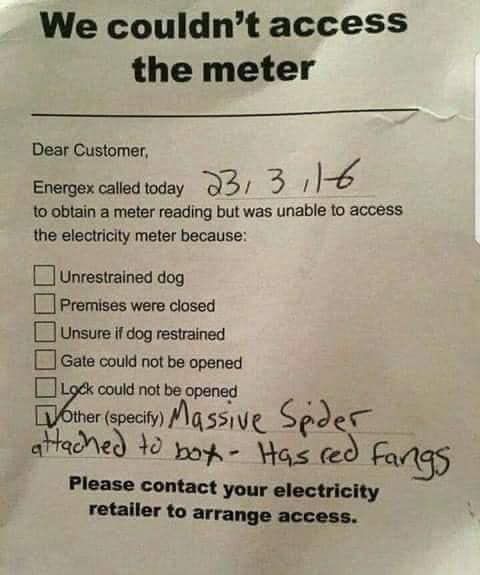 We couldn't access
the meter
Dear Customer,
Energex called today 23, 3, 16
to obtain a meter reading but was unable to access
the electricity meter because:
Unrestrained dog
Premises were closed
Unsure if dog restrained
Gate could not be opened
Lock could not be opened
Other (specify) Massive Spider
attached to box - Has red fangs
Please contact your electricity
retailer to arrange access.